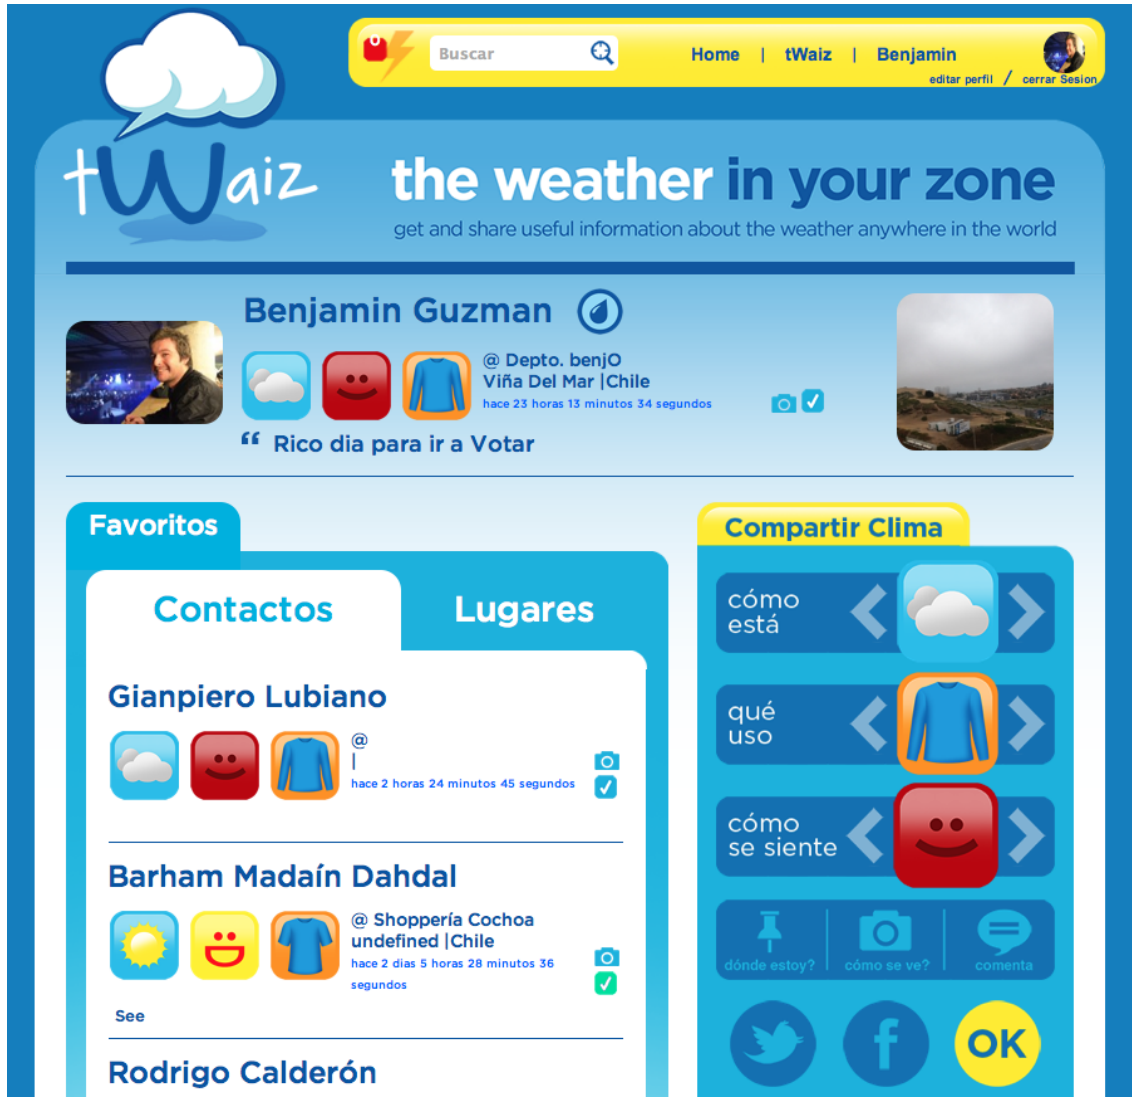 0
Buscar
Home | tWaiz | Benjamin
editar perfil / cerrar Sesion
tWaiz
the weather in your zone
get and share useful information about the weather anywhere in the world
Benjamin Guzman
@ Depto. benjO
Viña Del Mar |Chile
hace 23 horas 13 minutos 34 segundos
“ Rico dia para ir a Votar
Favoritos
Contactos
Lugares
Gianpiero Lubiano
@
|
hace 2 horas 24 minutos 45 segundos
Barham Madaín Dahdal
@ Shoppería Cochoa
undefined |Chile
hace 2 dias 5 horas 28 minutos 36
segundos
See
Rodrigo Calderón
Compartir Clima
cómo
está
qué
uso
cómo
se siente
dónde estoy?
cómo se ve?
comenta
OK